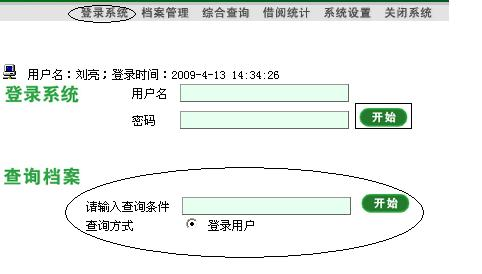 登录系统 档案管理 综合查询 借阅统计 系统设置 关闭系统
用户名：刘亮；登录时间：2009-4-13 14:34:26
登录系统
用户名
密码
开始
查询档案
请输入查询条件
开始
查询方式 登录用户